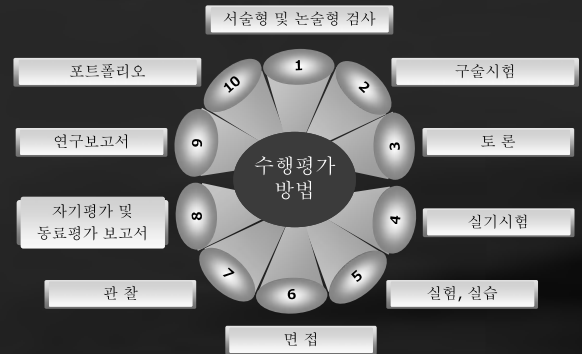 서술형 및 논술형 검사
1
구술시험
2
토 론
3
실기시험
4
실험, 실습
5
면 접
6
관 찰
7
자기평가 및
동료평가 보고서
8
연구보고서
9
포트폴리오
10
수행평가
방법